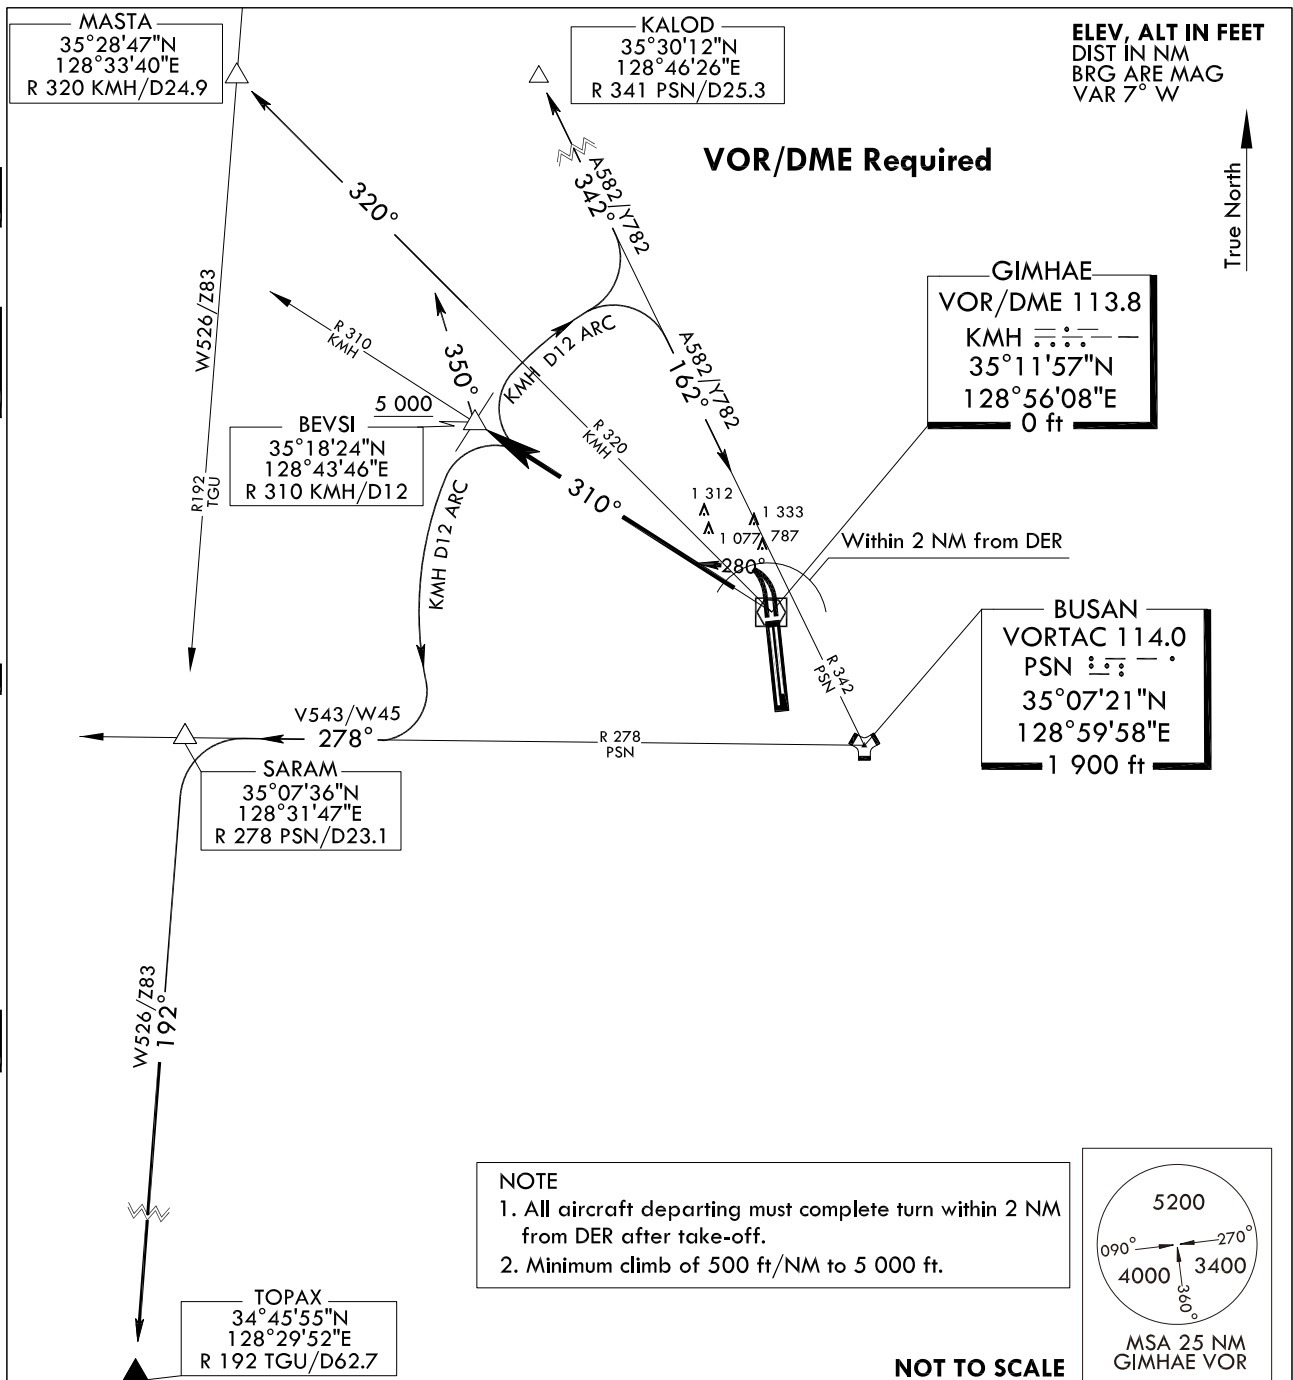 MASTA
35°28'47"N
128°33'40"E
R 320 KMH/D24.9
KALOD
35°30'12"N
128°46'26"E
R 341 PSN/D25.3
ELEV, ALT IN FEET
DIST IN NM
BRG ARE MAG
VAR 7° W
True North
VOR/DME Required
A582/Y782
342°
320°
W526/Z83
R 310
KMH
350°
KMH D12 ARC
A582/Y782
162°
GIMHAE
VOR/DME 113.8
KMH
35°11'57"N
128°56'08"E
0 ft
5 000
BEVSI
35°18'24"N
128°43'46"E
R 310 KMH/D12
R 320
KMH
R192
TGU
310°
1 312
1 333
1 077
787
280°
Within 2 NM from DER
KMH D12 ARC
BUSAN
VORTAC 114.0
PSN
35°07'21"N
128°59'58"E
1 900 ft
R 342
PSN
V543/W45
278°
R 278
PSN
SARAM
35°07'36"N
128°31'47"E
R 278 PSN/D23.1
W526/Z83
192°
NOTE
1. All aircraft departing must complete turn within 2 NM
from DER after take-off.
2. Minimum climb of 500 ft/NM to 5 000 ft.
5200
090°
270°
4000
3400
360°
MSA 25 NM
GIMHAE VOR
TOPAX
34°45'55"N
128°29'52"E
R 192 TGU/D62.7
NOT TO SCALE